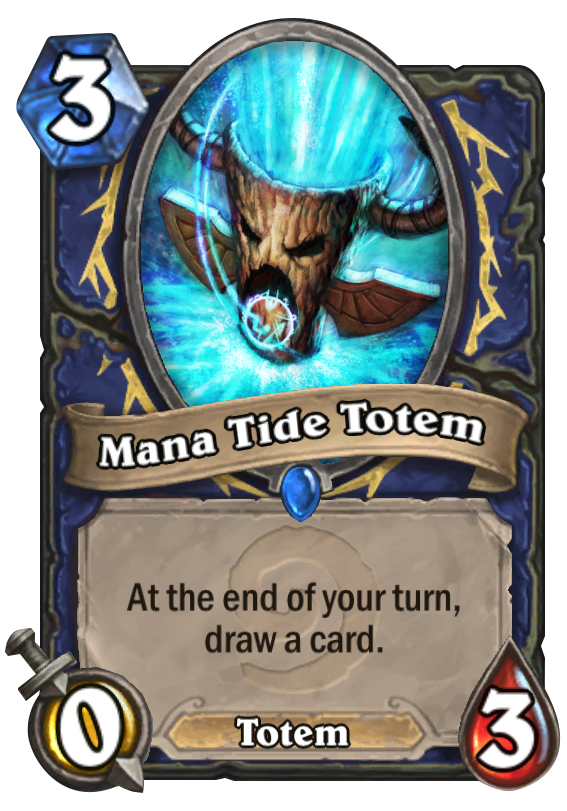 3
Mana Tide Totem
At the end of your turn,
draw a card.
0
Totem
3